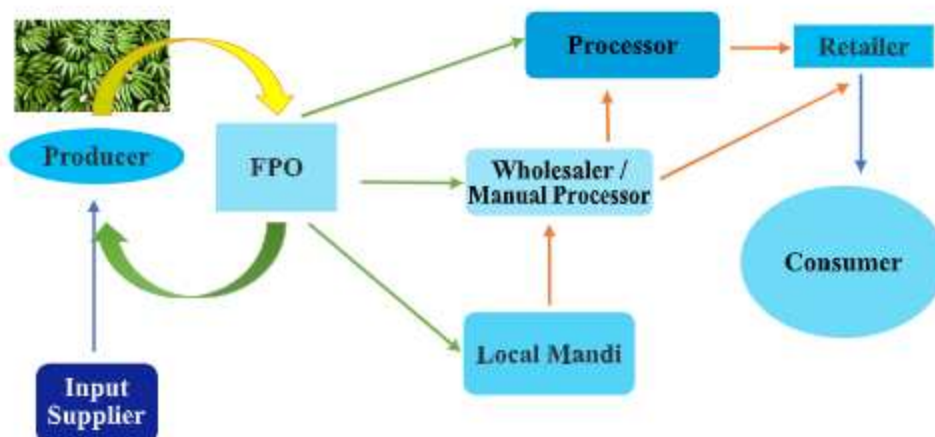 Processor
Retailer
Producer
FPO
Wholesaler /
Manual Processor
Consumer
Local Mandi
Input
Supplier